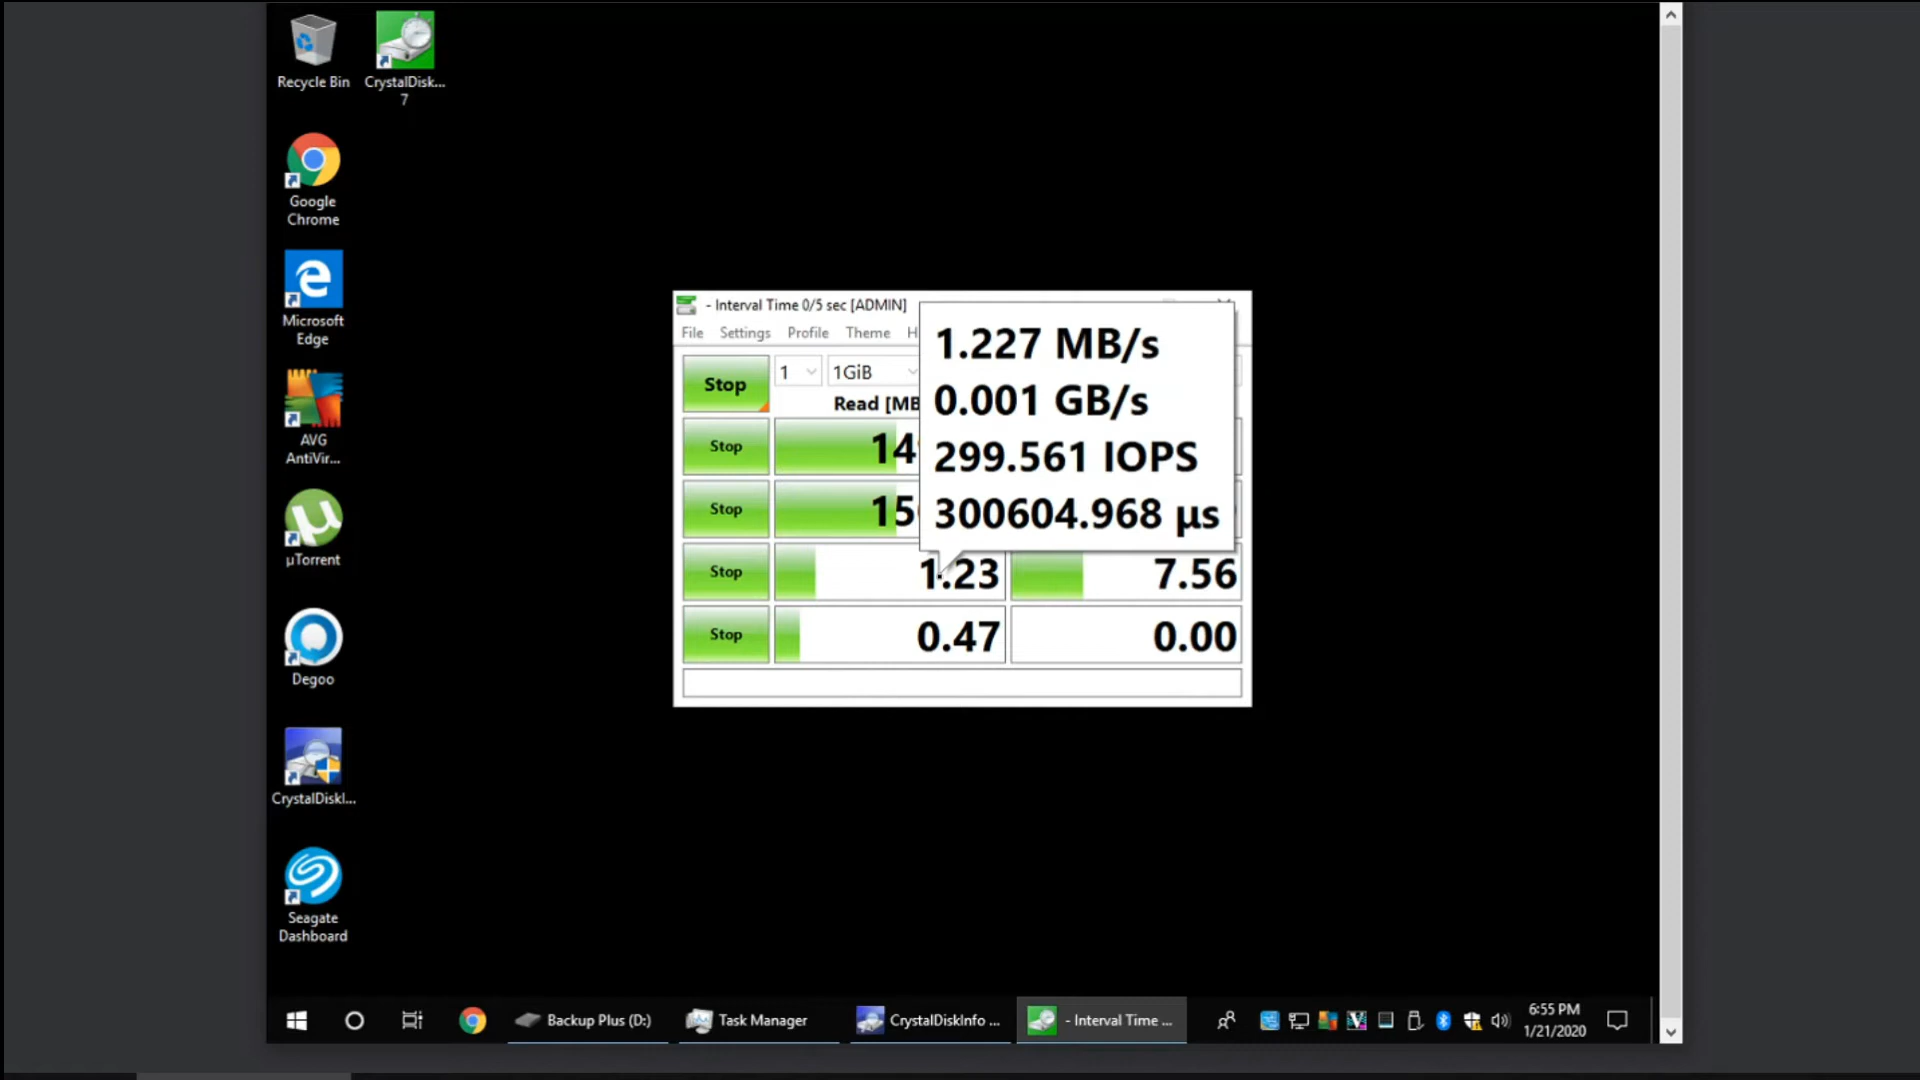 Recycle Bin
CrystalDisk...
7
Google
Chrome
Microsoft
Edge
AVG
AntiVir...
µTorrent
Degoo
CrystalDiskI...
Seagate
Dashboard
- Interval Time 0/5 sec [ADMIN]
File Settings Profile Theme H
Stop 1 1GiB
Read [MB
Stop 14
Stop 15
Stop 1.23 7.56
Stop 0.47 0.00
1.227 MB/s
0.001 GB/s
299.561 IOPS
300604.968 µs
Backup Plus (D:) Task Manager CrystalDiskInfo ... - Interval Time ...
6:55 PM
1/21/2020